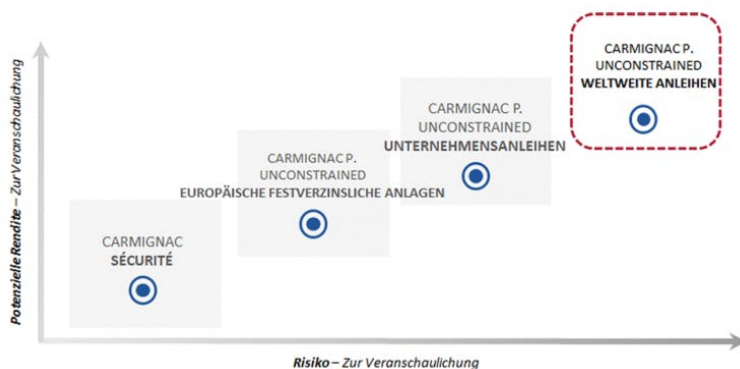 CARMIGNAC P.
UNCONSTRAINED
WELTWEITE ANLEIHEN
CARMIGNAC P.
UNCONSTRAINED
UNTERNEHMENSANLEIHEN
CARMIGNAC P.
UNCONSTRAINED
EUROPÄISCHE FESTVERZINSLICHE ANLAGEN
CARMIGNAC
SÉCURITÉ
Potenzielle Rendite – Zur Veranschaulichung
Risiko – Zur Veranschaulichung